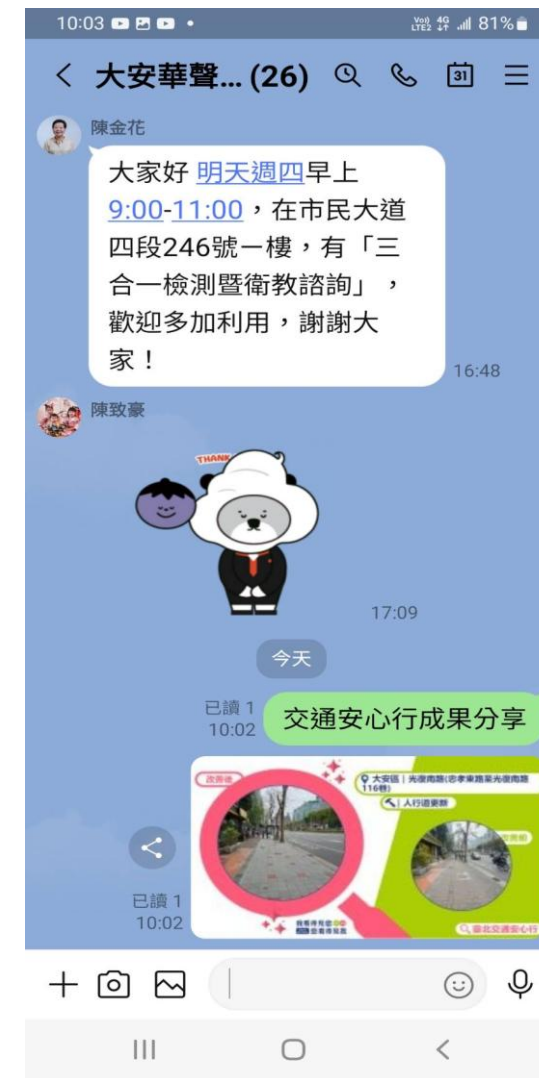 10:03
Vo)) LTE2 4G 81%
大安華聲... (26)
31
陳金花
大家好 明天週四早上
9:00-11:00，在市民大道
四段246號一樓，有「三
合一檢測暨衛教諮詢」，
歡迎多加利用，謝謝大
家！
16:48
陳致豪
THANK
17:09
今天
已讀 1
10:02
交通安心行成果分享
改善後
大安區｜光復南路(忠孝東路至光復南路
116巷)
人行道更新
改善前
已讀 1
10:02
臺北交通安心行